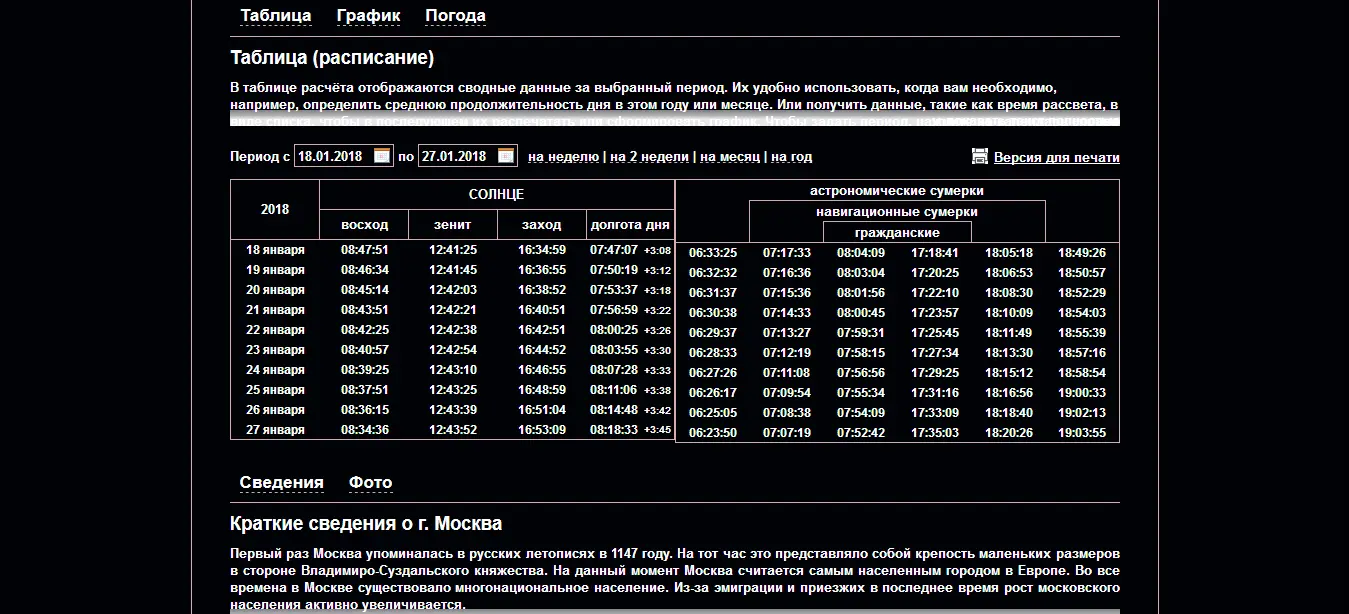 Таблица График Погода
Таблица (расписание)
В таблице расчёта отображаются сводные данные за выбранный период. Их удобно использовать, когда вам необходимо,
например, определить среднюю продолжительность дня в этом году или месяце. Или получить данные, такие как время рассвета, в
виде списка, чтобы в последующем их распечатать или сформировать график. Чтобы задать период,
Период с 18.01.2018 по 27.01.2018 на неделю | на 2 недели | на месяц | на год Версия для печати
2018 СОЛНЦЕ астрономические сумерки
навигационные сумерки
восход зенит заход долгота дня гражданские
18 января 08:47:51 12:41:25 16:34:59 07:47:07 +3:08 06:33:25 07:17:33 08:04:09 17:18:41 18:05:18 18:49:26
19 января 08:46:34 12:41:45 16:36:55 07:50:19 +3:12 06:32:32 07:16:36 08:03:04 17:20:25 18:06:53 18:50:57
20 января 08:45:14 12:42:03 16:38:52 07:53:37 +3:18 06:31:37 07:15:36 08:01:56 17:22:10 18:08:30 18:52:29
21 января 08:43:51 12:42:21 16:40:51 07:56:59 +3:22 06:30:38 07:14:33 08:00:45 17:23:57 18:10:09 18:54:03
22 января 08:42:25 12:42:38 16:42:51 08:00:25 +3:26 06:29:37 07:13:27 07:59:31 17:25:45 18:11:49 18:55:39
23 января 08:40:57 12:42:54 16:44:52 08:03:55 +3:30 06:28:33 07:12:19 07:58:15 17:27:34 18:13:30 18:57:16
24 января 08:39:25 12:43:10 16:46:55 08:07:28 +3:33 06:27:26 07:11:08 07:56:56 17:29:25 18:15:12 18:58:54
25 января 08:37:51 12:43:25 16:48:59 08:11:06 +3:38 06:26:17 07:09:54 07:55:34 17:31:16 18:16:56 19:00:33
26 января 08:36:15 12:43:39 16:51:04 08:14:48 +3:42 06:25:05 07:08:38 07:54:09 17:33:09 18:18:40 19:02:13
27 января 08:34:36 12:43:52 16:53:09 08:18:33 +3:45 06:23:50 07:07:19 07:52:42 17:35:03 18:20:26 19:03:55
Сведения Фото
Краткие сведения о г. Москва
Первый раз Москва упоминалась в русских летописях в 1147 году. На тот час это представляло собой крепость маленьких размеров
в стороне Владимиро-Суздальского княжества. На данный момент Москва считается самым населенным городом в Европе. Во все
времена в Москве существовало многонациональное население. Из-за эмиграции и приезжих в последнее время рост московского
населения активно увеличивается.